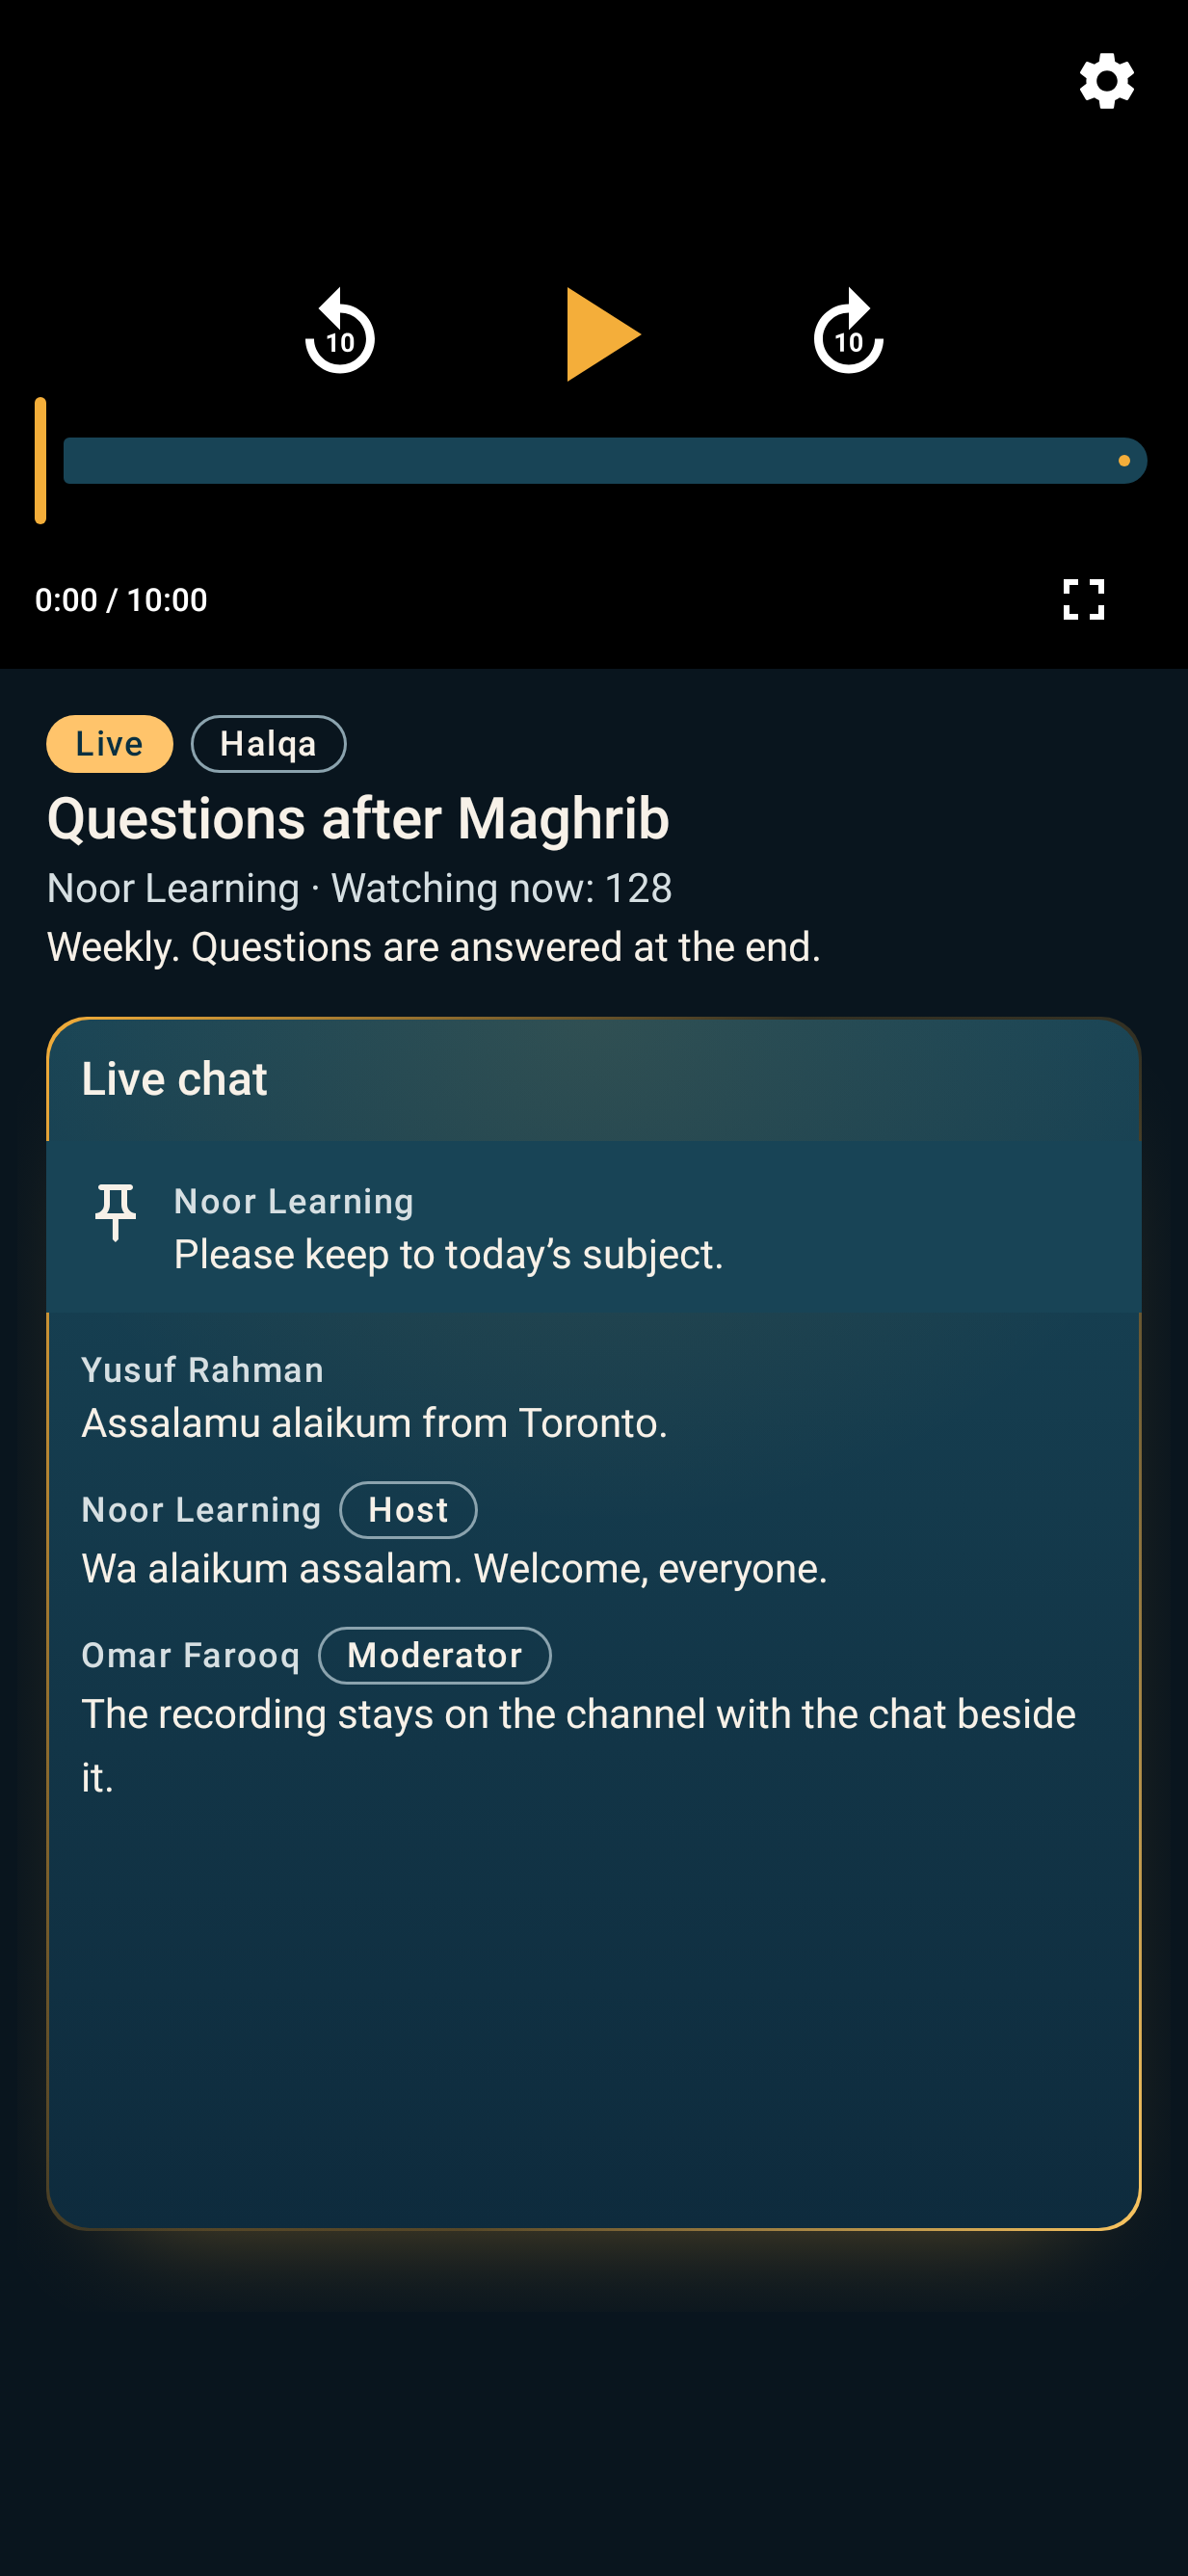 10
10
0:00 / 10:00
Live
Halqa
Questions after Maghrib
Noor Learning · Watching now: 128
Weekly. Questions are answered at the end.
Live chat
Noor Learning
Please keep to today’s subject.
Yusuf Rahman
Assalamu alaikum from Toronto.
Noor Learning
Host
Wa alaikum assalam. Welcome, everyone.
Omar Farooq
Moderator
The recording stays on the channel with the chat beside
it.